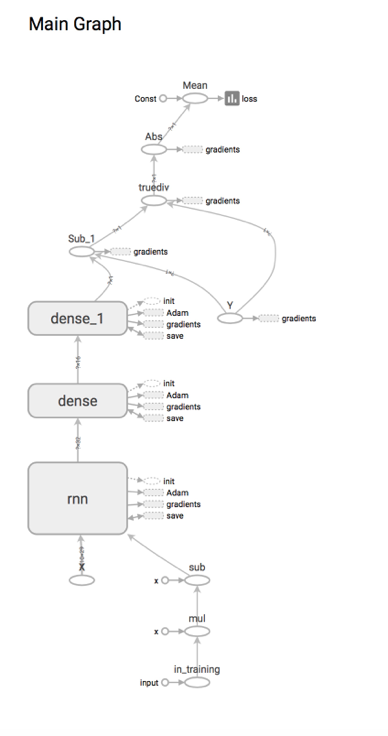 Main Graph
Mean
Const
loss
Abs
gradients
truediv
gradients
Sub_1
gradients
Y
gradients
dense_1
init
Adam
gradients
save
dense
init
Adam
gradients
save
rnn
init
Adam
gradients
save
X
sub
x
mul
x
in_training
input